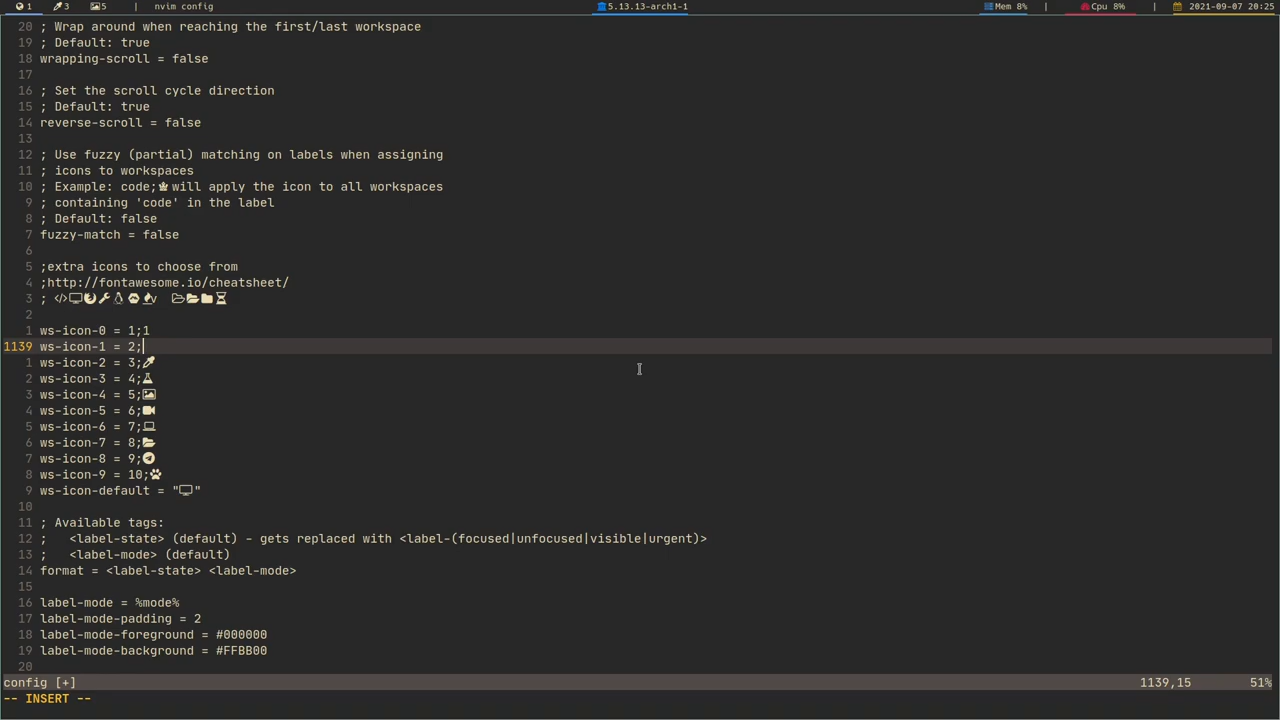 1 3 5 | nvim config 5.13.13-arch1-1 Mem 8% | Cpu 8% | 2021-09-07 20:25
20 ; Wrap around when reaching the first/last workspace
19 ; Default: true
18 wrapping-scroll = false
17
16 ; Set the scroll cycle direction
15 ; Default: true
14 reverse-scroll = false
13
12 ; Use fuzzy (partial) matching on labels when assigning
11 ; icons to workspaces
10 ; Example: code; will apply the icon to all workspaces
9 ; containing 'code' in the label
8 ; Default: false
7 fuzzy-match = false
6
5 ;extra icons to choose from
4 ;http://fontawesome.io/cheatsheet/
3 ; </>
2
1 ws-icon-0 = 1;1
1139 ws-icon-1 = 2;
1 ws-icon-2 = 3;
2 ws-icon-3 = 4;
3 ws-icon-4 = 5;
4 ws-icon-5 = 6;
5 ws-icon-6 = 7;
6 ws-icon-7 = 8;
7 ws-icon-8 = 9;
8 ws-icon-9 = 10;
9 ws-icon-default = ""
10
11 ; Available tags:
12 ;   <label-state> (default) - gets replaced with <label-(focused|unfocused|visible|urgent)>
13 ;   <label-mode> (default)
14 format = <label-state> <label-mode>
15
16 label-mode = %mode%
17 label-mode-padding = 2
18 label-mode-foreground = #000000
19 label-mode-background = #FFBB00
20
config [+] 1139,15 51%
-- INSERT --